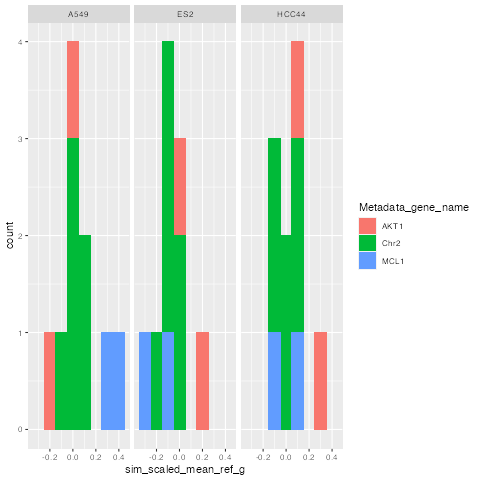 A549 ES2 HCC44
4
3
2
1
0
count
-0.2 0.0 0.2 0.4 -0.2 0.0 0.2 0.4 -0.2 0.0 0.2 0.4
sim_scaled_mean_ref_g
Metadata_gene_name
AKT1
Chr2
MCL1